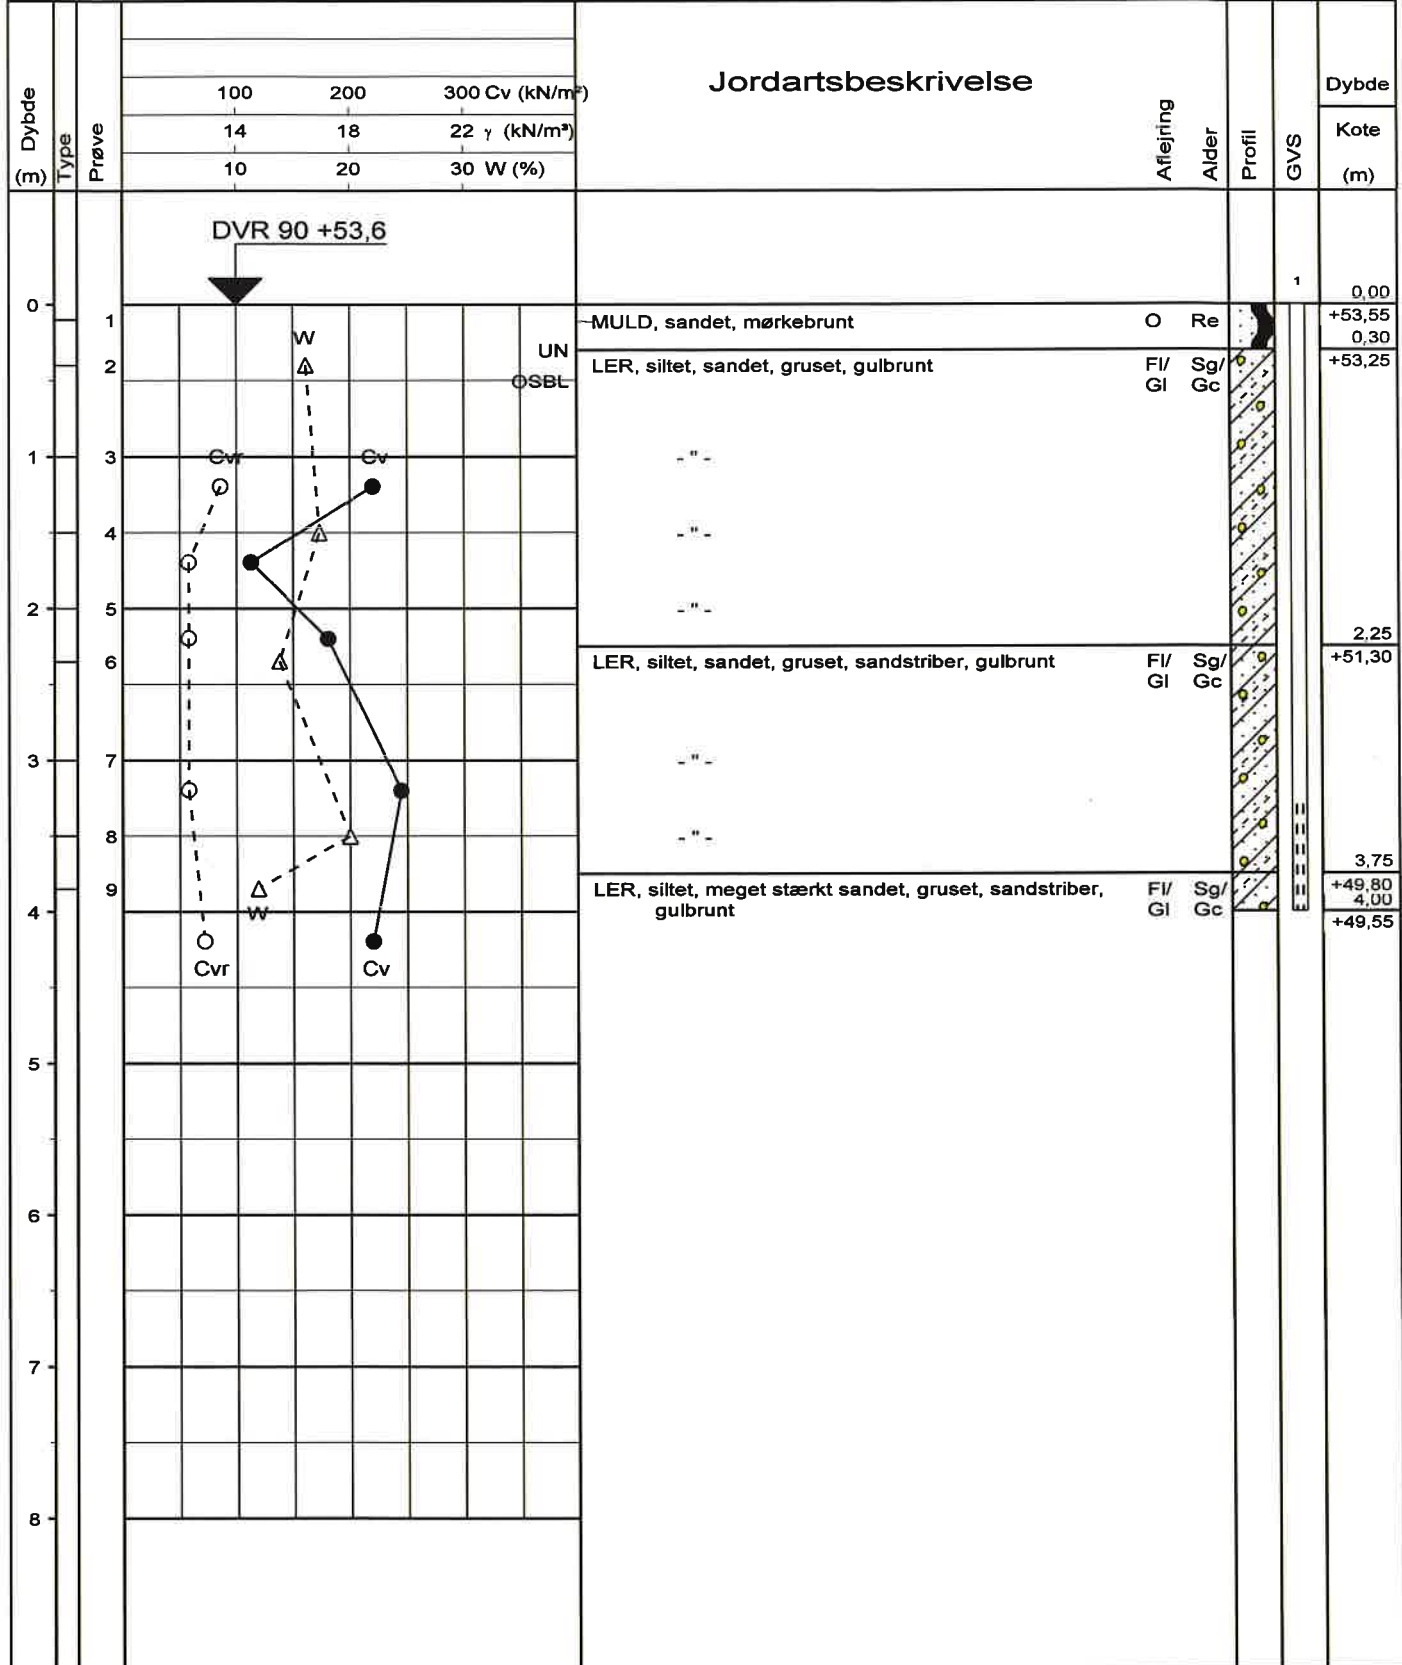 Dybde
(m)
Type
Prøve
100 200 300 Cv (kN/m²)
14 18 22 γ (kN/m³)
10 20 30 W (%)
Jordartsbeskrivelse
Aflejring
Alder
Profil
GVS
Dybde
Kote
(m)
DVR 90 +53,6
1
0,00
0
1
MULD, sandet, mørkebrunt O Re
+53,55
W
0,30
UN
2
LER, siltet, sandet, gruset, gulbrunt Fl/ Sg/
+53,25
OSBL
Gl Gc
1
3
Cvr
Cv
- " -
4
- " -
2
5
- " -
2,25
6
LER, siltet, sandet, gruset, sandstriber, gulbrunt Fl/ Sg/
+51,30
Gl Gc
3
7
- " -
8
- " -
3,75
9
LER, siltet, meget stærkt sandet, gruset, sandstriber, Fl/ Sg/
+49,80
4
W
gulbrunt Gl Gc
4,00
+49,55
Cvr
Cv
5
6
7
8